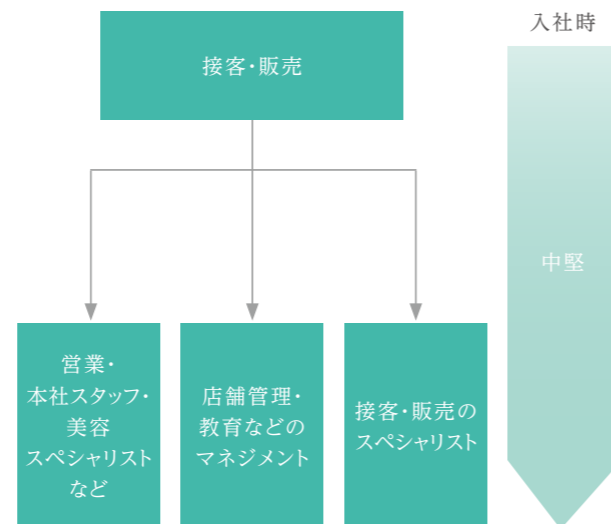 接客・販売
入社時
中堅
営業・
本社スタッフ・
美容
スペシャリスト
など
店舗管理・
教育などの
マネジメント
接客・販売の
スペシャリスト